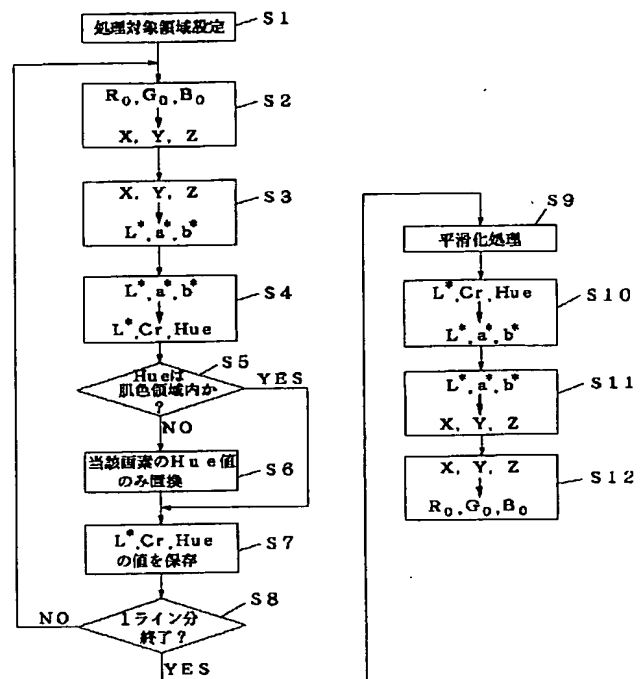 処理対象領域設定
S1
R₀,G₀,B₀
X, Y, Z
S2
X, Y, Z
L*,a*,b*
S3
L*,a*,b*
L*,Cr,Hue
S4
Hueは
肌色領域内か
?
S5
YES
NO
当該画素のHue値
のみ置換
S6
L*,Cr,Hue
の値を保存
S7
1ライン分
終了?
S8
NO
YES
平滑化処理
S9
L*,Cr,Hue
L*,a*,b*
S10
L*,a*,b*
X, Y, Z
S11
X, Y, Z
R₀,G₀,B₀
S12